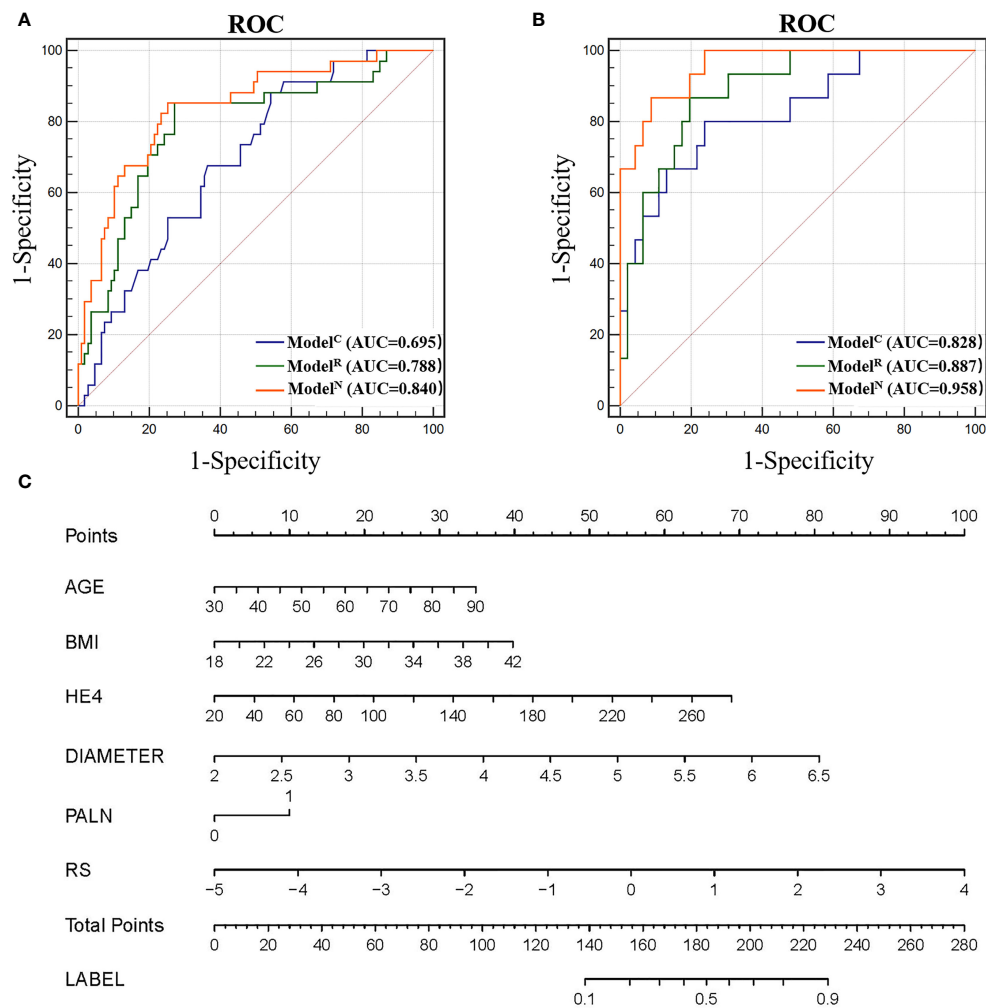 A
ROC
100
80
60
40
20
0
1-Specificity
Model^C (AUC=0.695)
Model^R (AUC=0.788)
Model^N (AUC=0.840)
0 20 40 60 80 100
1-Specificity
B
ROC
100
80
60
40
20
0
1-Specificity
Model^C (AUC=0.828)
Model^R (AUC=0.887)
Model^N (AUC=0.958)
0 20 40 60 80 100
1-Specificity
C
Points 0 10 20 30 40 50 60 70 80 90 100
AGE
30 40 50 60 70 80 90
BMI
18 22 26 30 34 38 42
HE4
20 40 60 80 100 140 180 220 260
DIAMETER
2 2.5 3 3.5 4 4.5 5 5.5 6 6.5
1
PALN
0
RS
−5 −4 −3 −2 −1 0 1 2 3 4
Total Points
0 20 40 60 80 100 120 140 160 180 200 220 240 260 280
LABEL
0.1 0.5 0.9